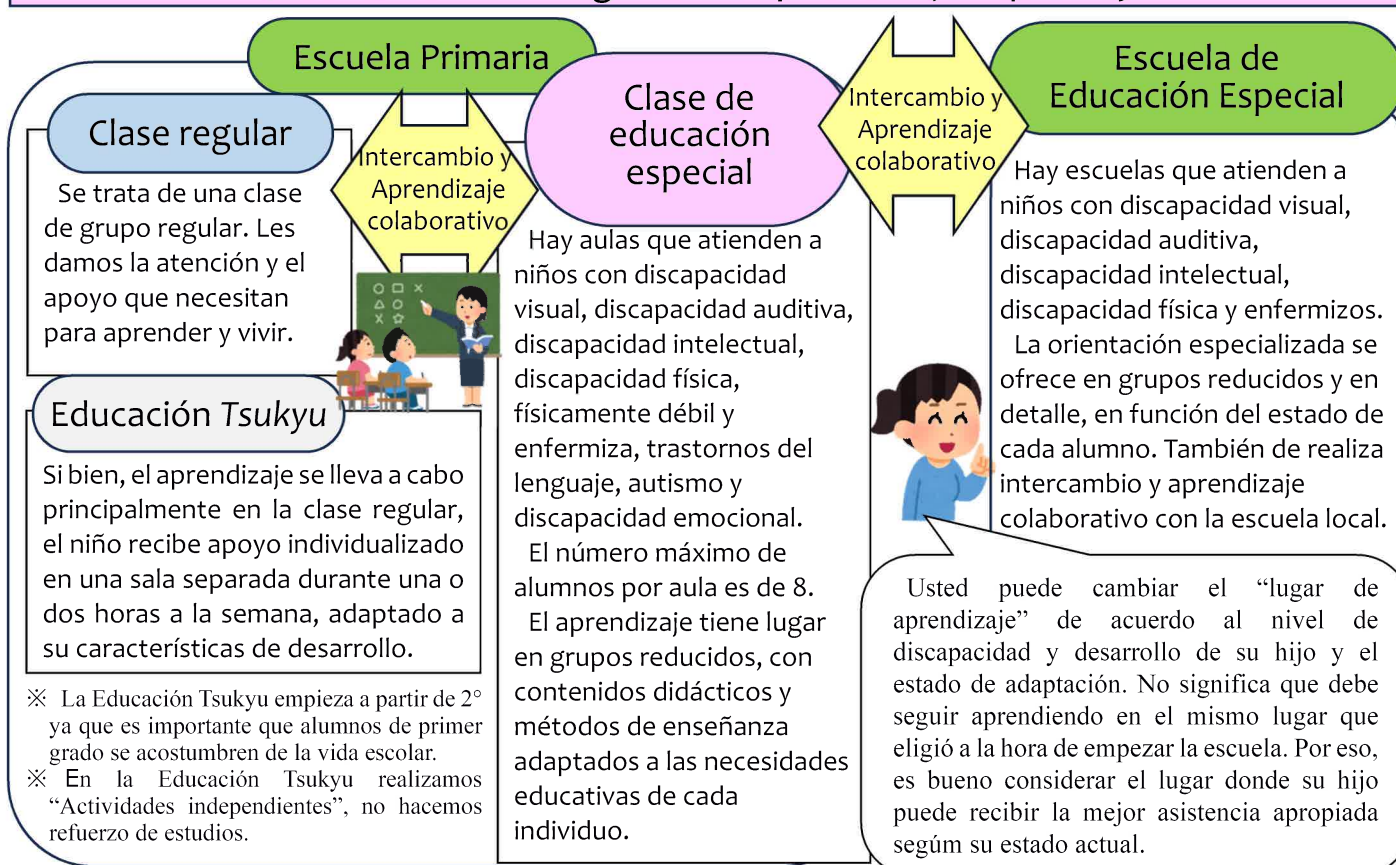 Escuela Primaria
Clase regular
Se trata de una clase
de grupo regular. Les
damos la atención y el
apoyo que necesitan
para aprender y vivir.
Intercambio y
Aprendizaje
colaborativo
Educación Tsukyu
Si bien, el aprendizaje se lleva a cabo
principalmente en la clase regular,
el niño recibe apoyo individualizado
en una sala separada durante una o
dos horas a la semana, adaptado a
su características de desarrollo.
※ La Educación Tsukyu empieza a partir de 2°
ya que es importante que alumnos de primer
grado se acostumbren de la vida escolar.
※ En la Educación Tsukyu realizamos
“Actividades independientes”, no hacemos
refuerzo de estudios.
Clase de
educación
especial
Hay aulas que atienden a
niños con discapacidad
visual, discapacidad auditiva,
discapacidad intelectual,
discapacidad física,
físicamente débil y
enfermiza, trastornos del
lenguaje, autismo y
discapacidad emocional.
El número máximo de
alumnos por aula es de 8.
El aprendizaje tiene lugar
en grupos reducidos, con
contenidos didácticos y
métodos de enseñanza
adaptados a las necesidades
educativas de cada
individuo.
Intercambio y
Aprendizaje
colaborativo
Escuela de
Educación Especial
Hay escuelas que atienden a
niños con discapacidad visual,
discapacidad auditiva,
discapacidad intelectual,
discapacidad física y enfermizos.
La orientación especializada se
ofrece en grupos reducidos y en
detalle, en función del estado de
cada alumno. También de realiza
intercambio y aprendizaje
colaborativo con la escuela local.
Usted puede cambiar el “lugar de
aprendizaje” de acuerdo al nivel de
discapacidad y desarrollo de su hijo y el
estado de adaptación. No significa que debe
seguir aprendiendo en el mismo lugar que
eligió a la hora de empezar la escuela. Por eso,
es bueno considerar el lugar donde su hijo
puede recibir la mejor asistencia apropiada
segúm su estado actual.